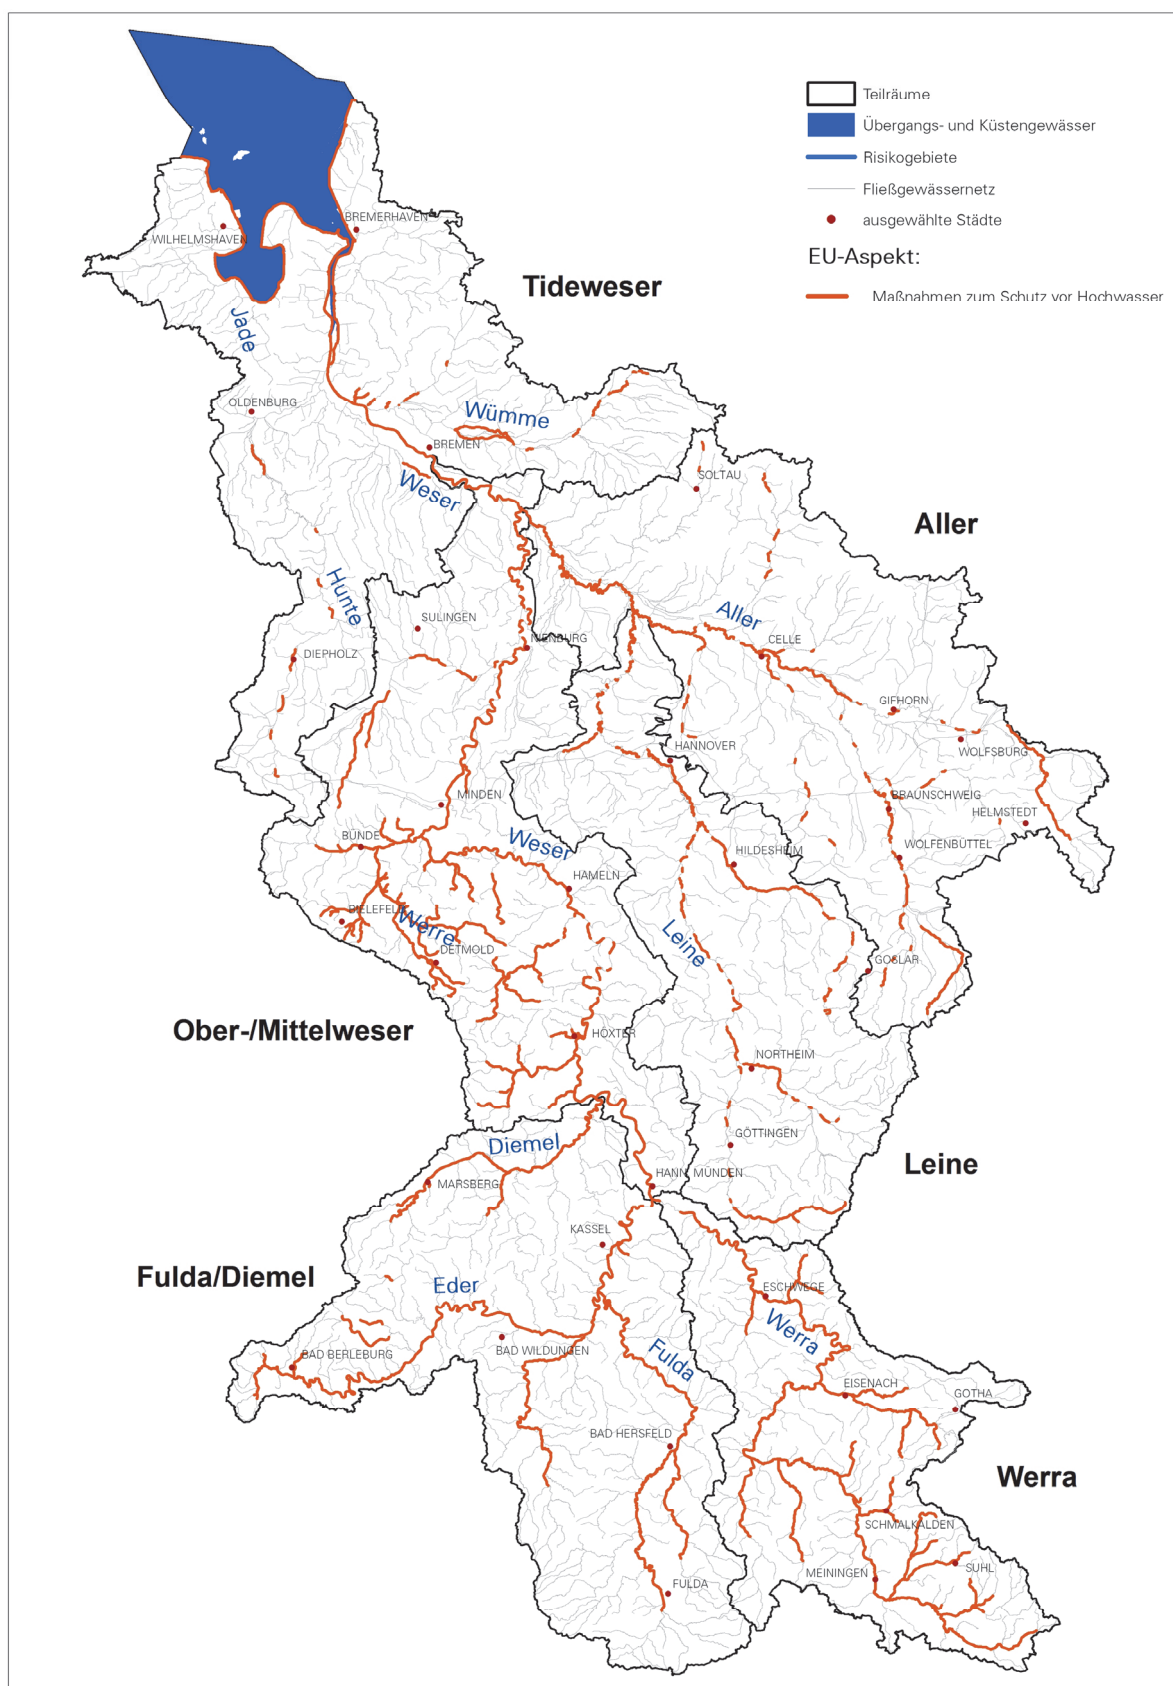 Teilräume
Übergangs- und Küstengewässer
Risikogebiete
Fließgewässernetz
ausgewählte Städte
EU-Aspekt:
Maßnahmen zum Schutz vor Hochwasser
BREMERHAVEN
WILHELMSHAVEN
Tideweser
Jade
OLDENBURG
Wümme
BREMEN
Weser
SOLTAU
Aller
Hunte
Aller
SULINGEN
NIENBURG
CELLE
DIEPHOLZ
GIFHORN
HANNOVER
WOLFSBURG
MINDEN
BRAUNSCHWEIG
HELMSTEDT
BÜNDE
Weser
HILDESHEIM
WOLFENBÜTTEL
HAMELN
BIELEFELD
Werre
DETMOLD
Leine
GOSLAR
Ober-/Mittelweser
HÖXTER
NORTHEIM
GÖTTINGEN
Diemel
Leine
MARSBERG
HANN. MÜNDEN
KASSEL
Fulda/Diemel
Eder
ESCHWEGE
Werra
BAD BERLEBURG
BAD WILDUNGEN
Fulda
EISENACH
GOTHA
BAD HERSFELD
Werra
SCHMALKALDEN
MEININGEN
SUHL
FULDA